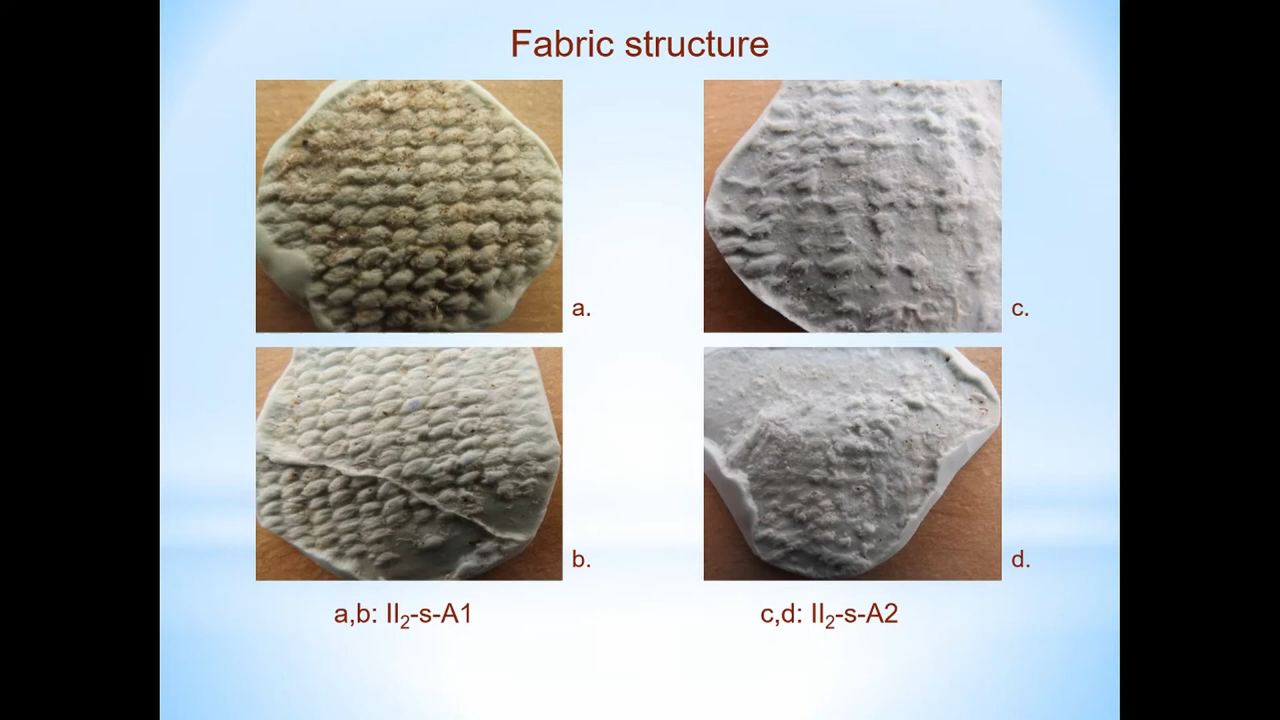 Fabric structure
a.
c.
b.
d.
a,b: II₂-s-A1
c,d: II₂-s-A2